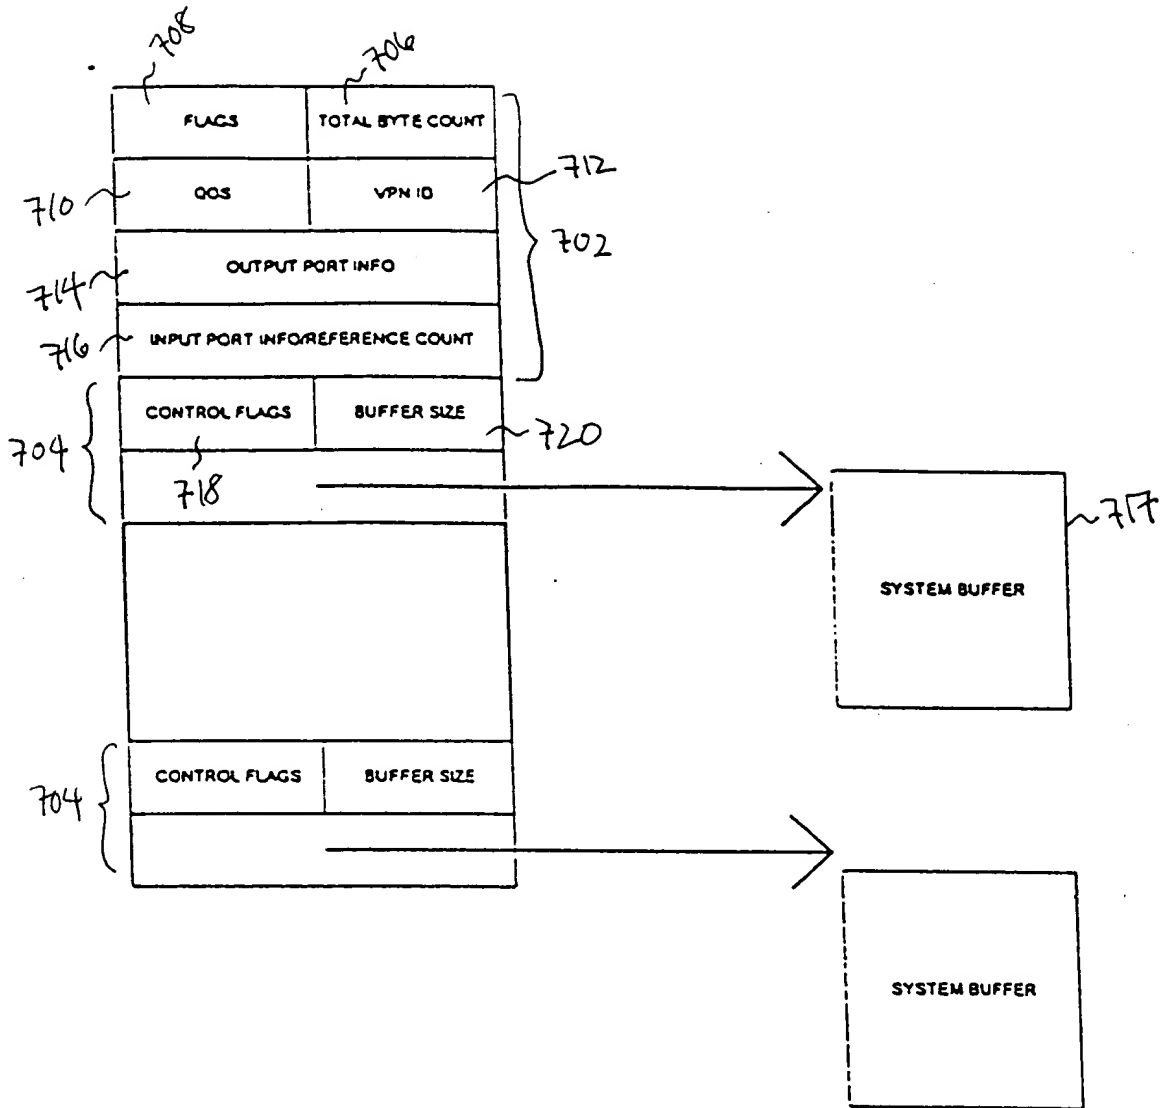 708
706
FLAGS TOTAL BYTE COUNT
712
710 QOS VPN ID
702
714 OUTPUT PORT INFO
716 INPUT PORT INFO/REFERENCE COUNT
704 CONTROL FLAGS BUFFER SIZE
720
718
717
SYSTEM BUFFER
704 CONTROL FLAGS BUFFER SIZE
SYSTEM BUFFER